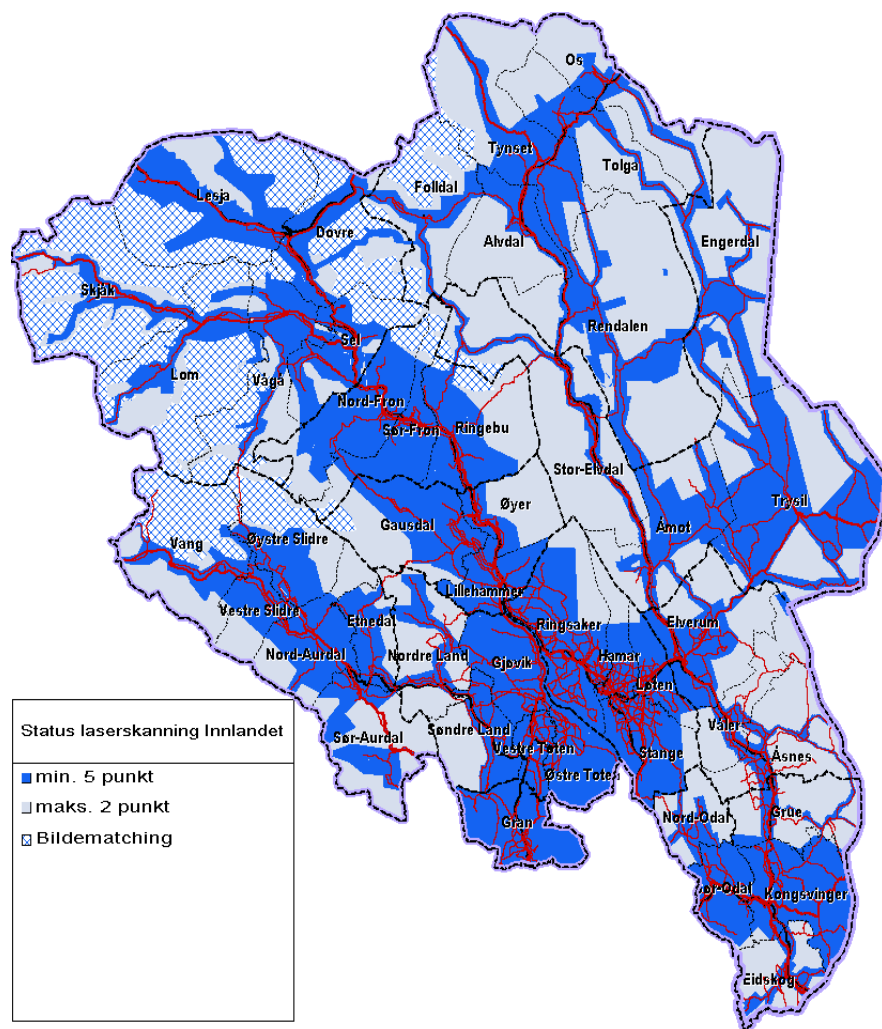 Os
Tynset
Tolga
Folldal
Lesja
Dovre
Alvdal
Engerdal
Skjåk
Rendalen
Sel
Lom
Vågå
Nord-Fron
Sør-Fron
Ringebu
Stor-Elvdal
Øyer
Trysil
Gausdal
Åmot
Vang
Øystre Slidre
Lillehammer
Vestre Slidre
Etnedal
Ringsaker
Elverum
Nord-Aurdal
Nordre Land
Gjøvik
Hamar
Løten
Sør-Aurdal
Søndre Land
Våler
Vestre Toten
Stange
Åsnes
Østre Toten
Gran
Nord-Odal
Grue
Sør-Odal
Kongsvinger
Eidskog
Status laserskanning Innlandet
min. 5 punkt
maks. 2 punkt
Bildematching